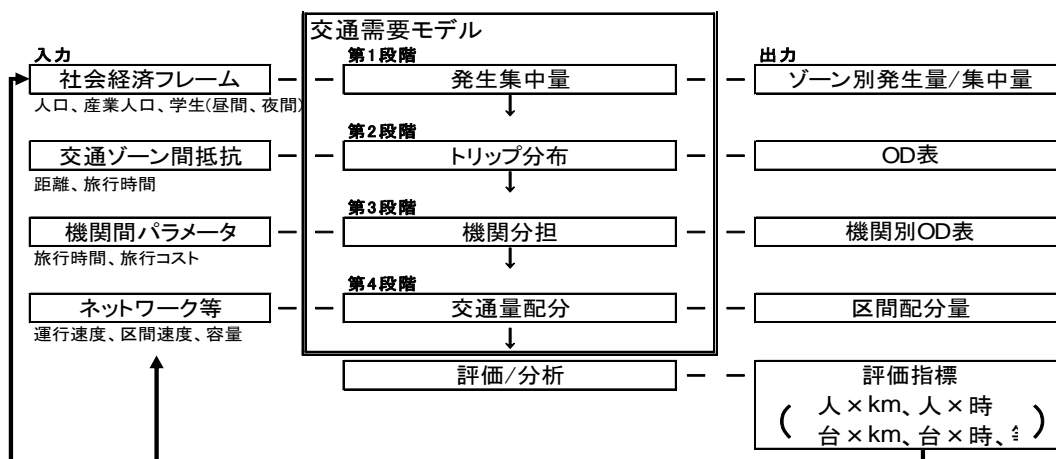 交通需要モデル
入力
第1段階
出力
社会経済フレーム
発生集中量
ゾーン別発生量/集中量
人口、産業人口、学生(昼間、夜間)
↓
第2段階
交通ゾーン間抵抗
トリップ分布
OD表
距離、旅行時間
↓
第3段階
機関間パラメータ
機関分担
機関別OD表
旅行時間、旅行コスト
↓
第4段階
ネットワーク等
交通量配分
区間配分量
運行速度、区間速度、容量
↓
評価/分析
評価指標
( 人×km、人×時
台×km、台×時、 )